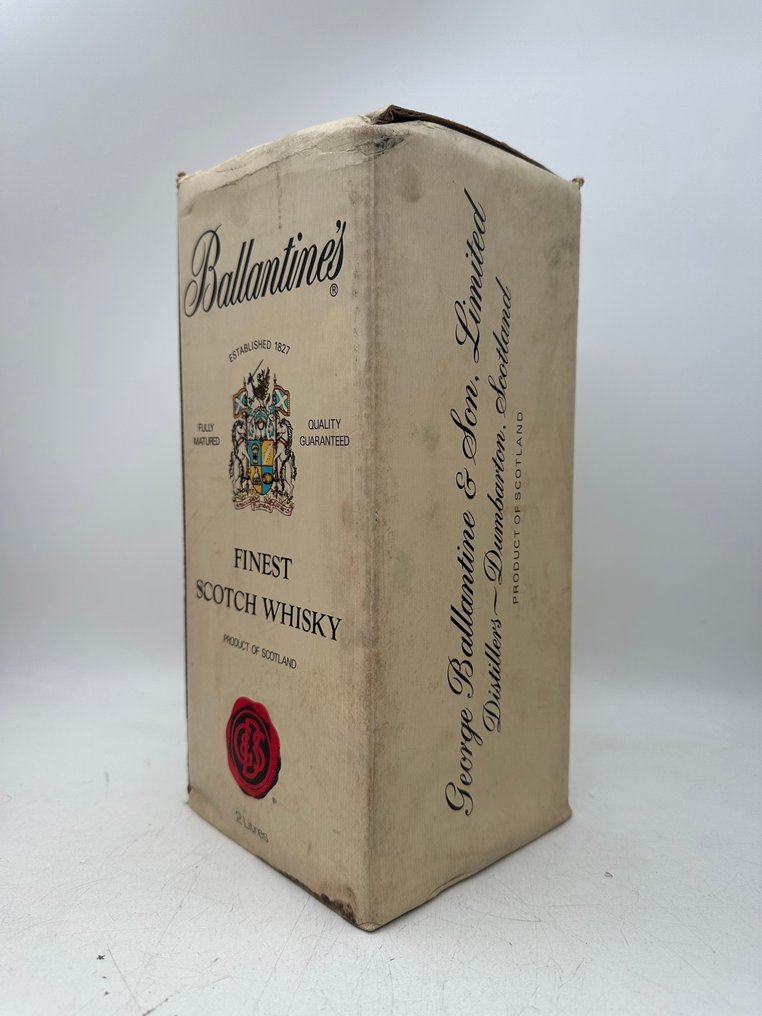 Ballantine's
®
ESTABLISHED 1827
FULLY
MATURED
QUALITY
GUARANTEED
FINEST
SCOTCH WHISKY
PRODUCT OF SCOTLAND
GBS
2 Litres
George Ballantine & Son, Limited
Distillers — Dumbarton, Scotland
PRODUCT OF SCOTLAND